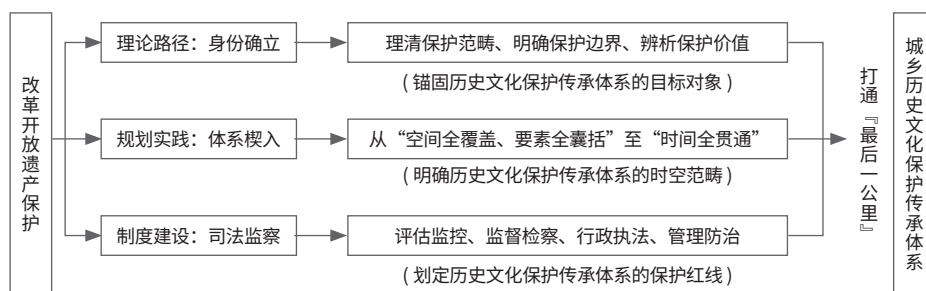 改革开放遗产保护
理论路径：身份确立
理清保护范畴、明确保护边界、辨析保护价值
(锚固历史文化保护传承体系的目标对象)
规划实践：体系楔入
从“空间全覆盖、要素全囊括”至“时间全贯通”
(明确历史文化保护传承体系的时空范畴)
制度建设：司法监察
评估监控、监督检察、行政执法、管理防治
(划定历史文化保护传承体系的保护红线)
打通『最后一公里』
城乡历史文化保护传承体系